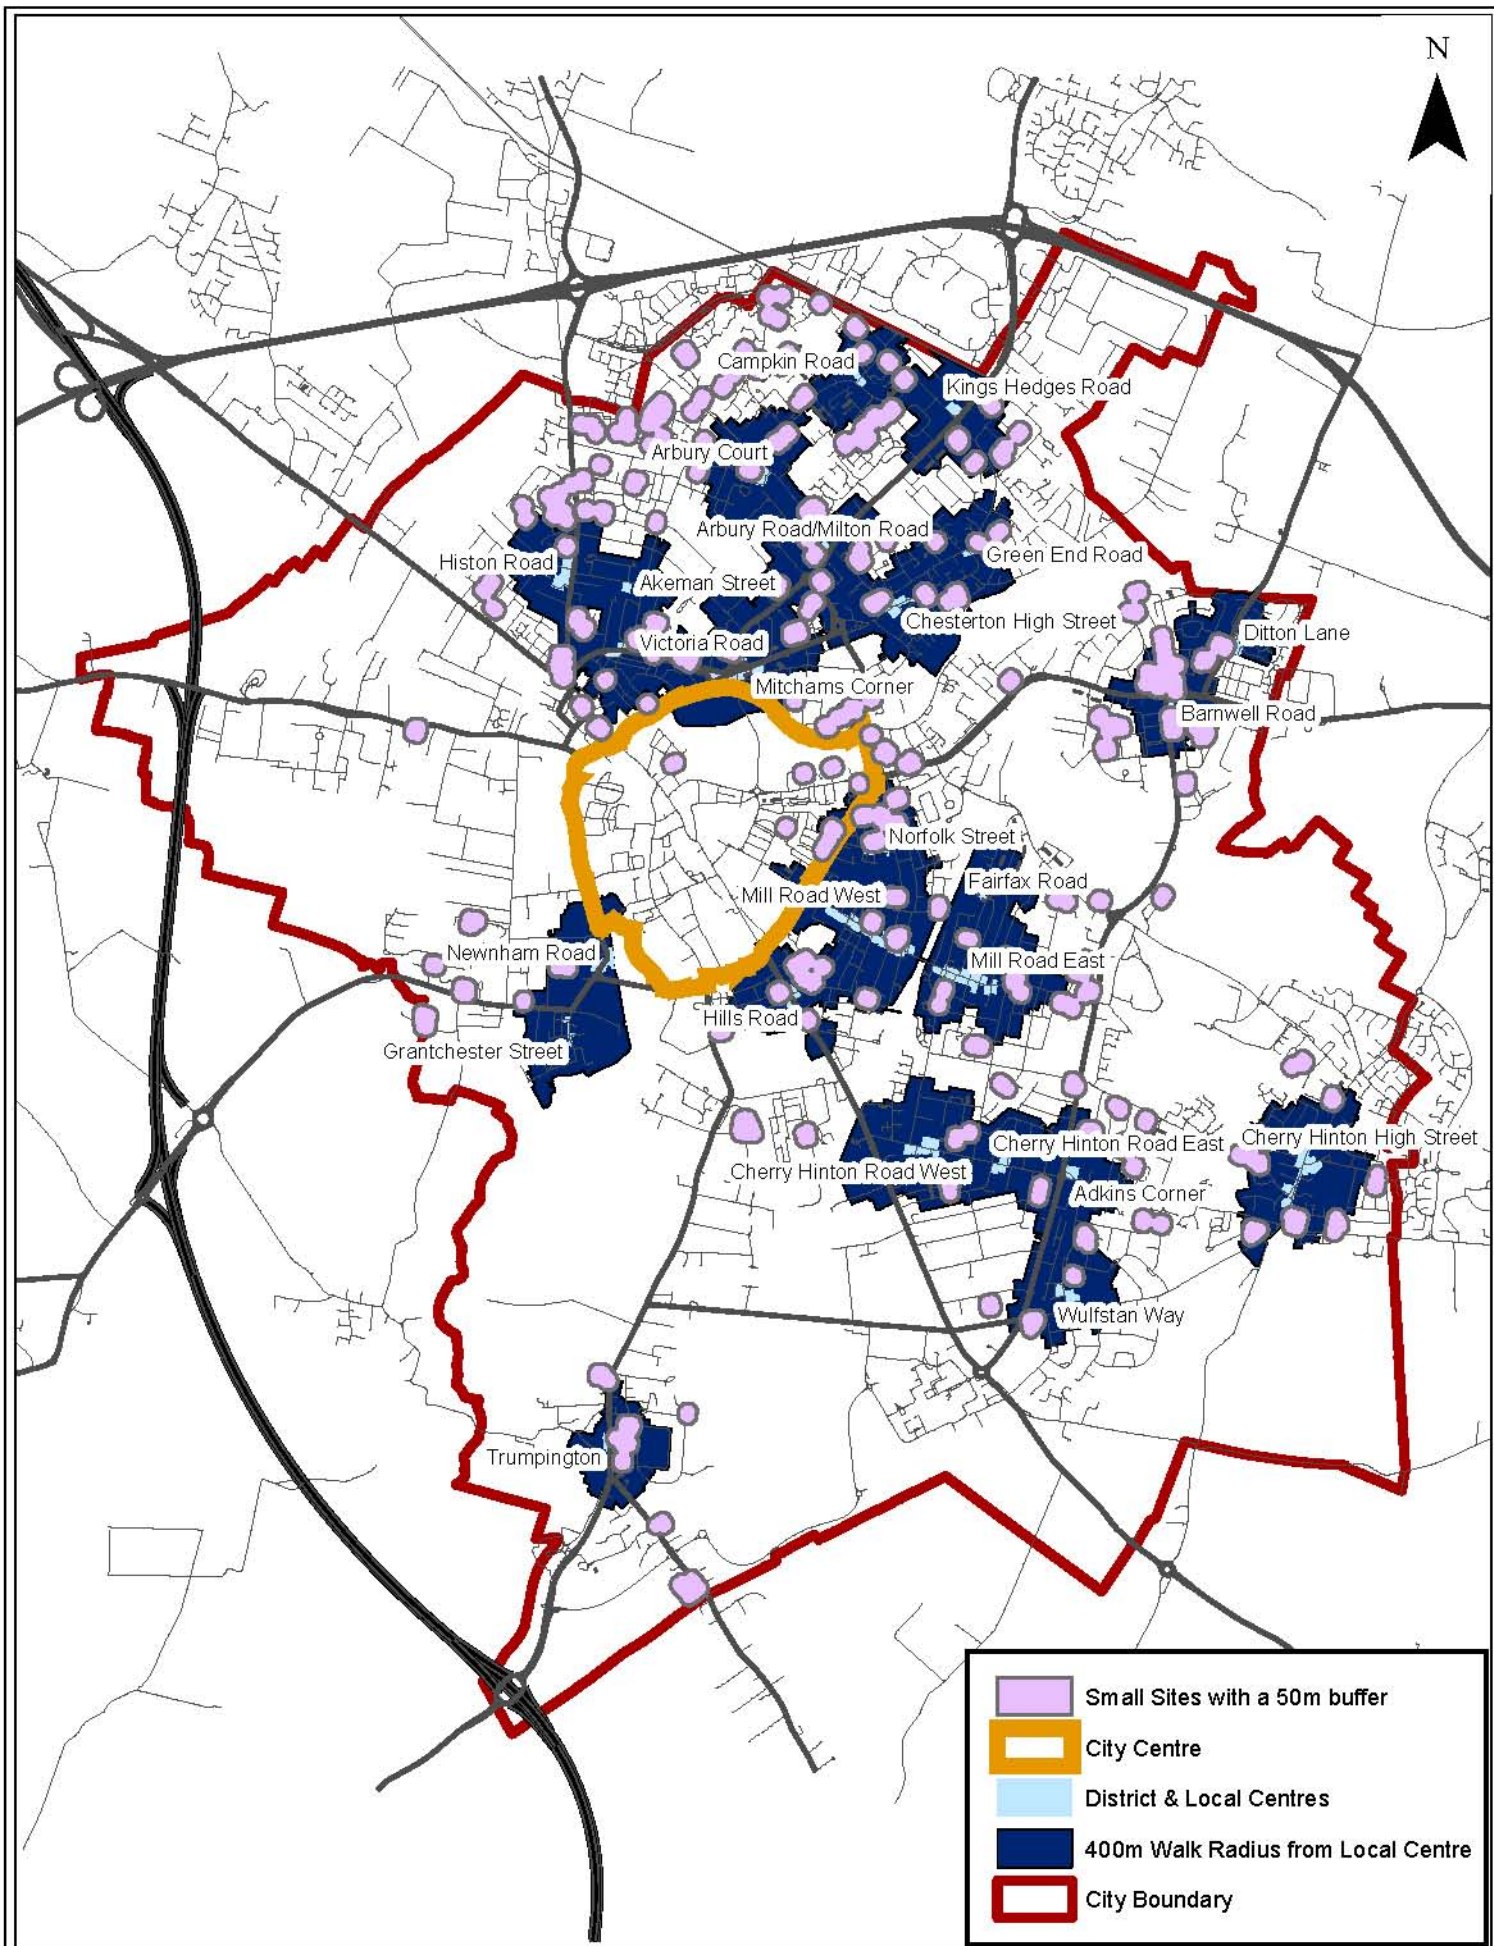 N
Campkin Road
Kings Hedges Road
Arbury Court
Arbury Road/Milton Road
Green End Road
Histon Road
Akeman Street
Chesterton High Street
Ditton Lane
Victoria Road
Mitchams Corner
Barnwell Road
Norfolk Street
Fairfax Road
Mill Road West
Newnham Road
Mill Road East
Hills Road
Grantchester Street
Cherry Hinton Road East
Cherry Hinton High Street
Cherry Hinton Road West
Adkins Corner
Wulfstan Way
Trumpington
Small Sites with a 50m buffer
City Centre
District & Local Centres
400m Walk Radius from Local Centre
City Boundary